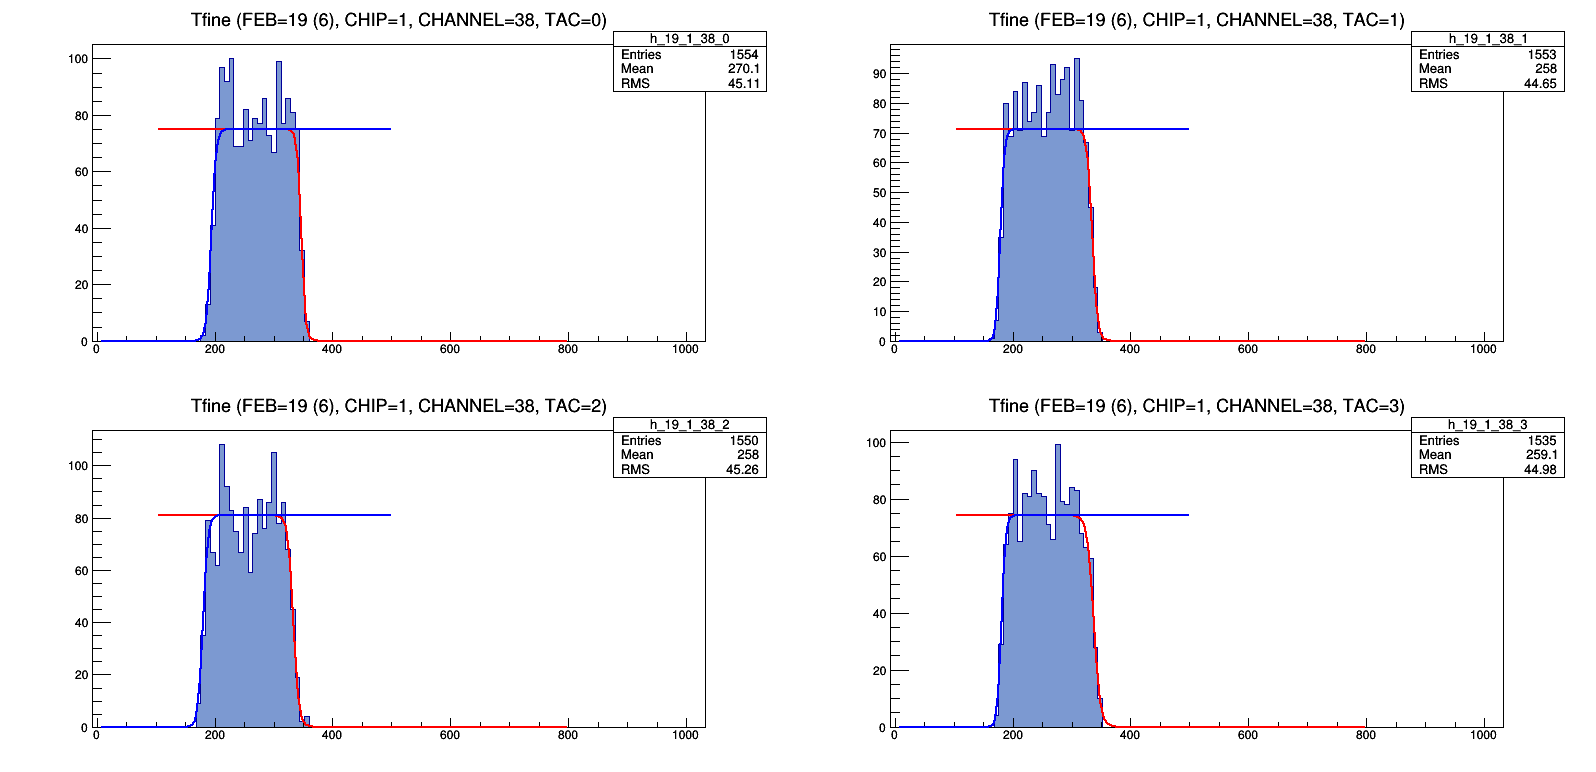 Tfine (FEB=19 (6), CHIP=1, CHANNEL=38, TAC=0)
h_19_1_38_0
Entries 1554
Mean 270.1
RMS 45.11
100
80
60
40
20
0
0 200 400 600 800 1000
Tfine (FEB=19 (6), CHIP=1, CHANNEL=38, TAC=1)
h_19_1_38_1
Entries 1553
Mean 258
RMS 44.65
90
80
70
60
50
40
30
20
10
0
0 200 400 600 800 1000
Tfine (FEB=19 (6), CHIP=1, CHANNEL=38, TAC=2)
h_19_1_38_2
Entries 1550
Mean 258
RMS 45.26
100
80
60
40
20
0
0 200 400 600 800 1000
Tfine (FEB=19 (6), CHIP=1, CHANNEL=38, TAC=3)
h_19_1_38_3
Entries 1535
Mean 259.1
RMS 44.98
100
80
60
40
20
0
0 200 400 600 800 1000